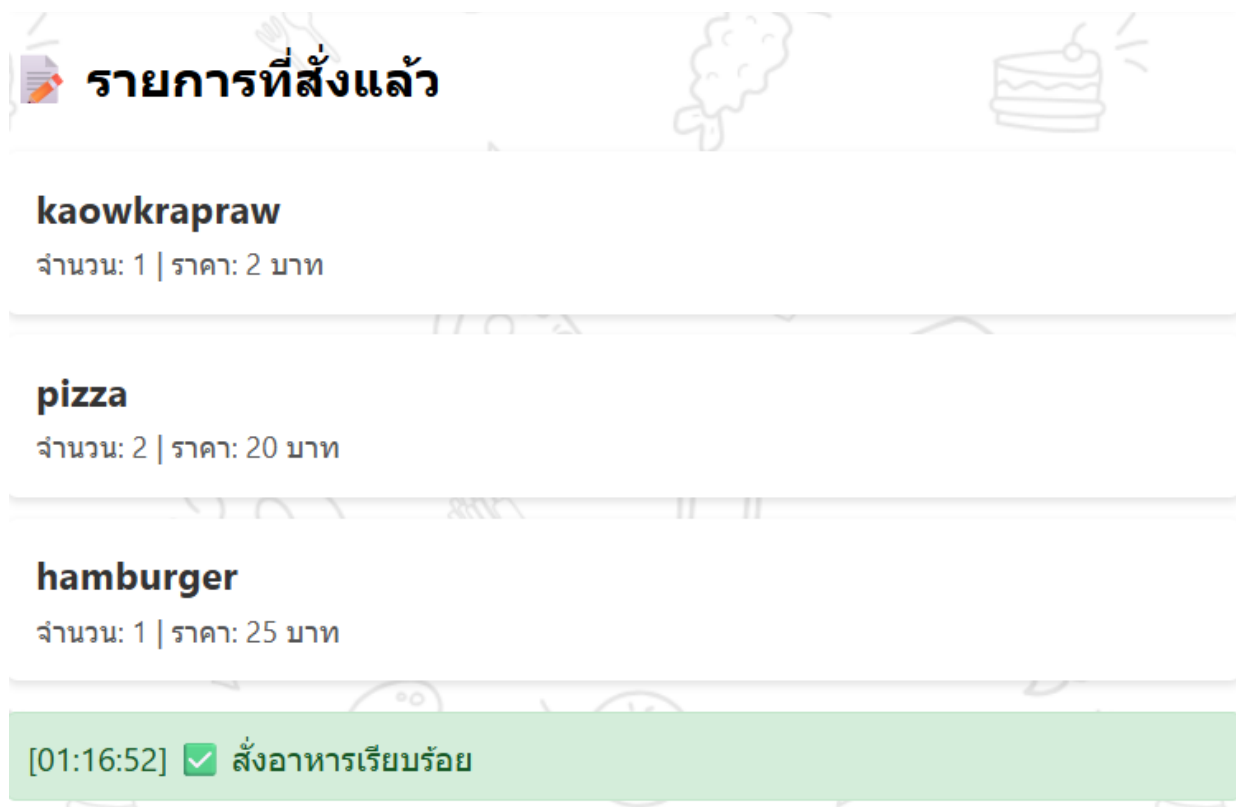 📝 รายการที่สั่งแล้ว
kaowkrapraw
จำนวน: 1 | ราคา: 2 บาท
pizza
จำนวน: 2 | ราคา: 20 บาท
hamburger
จำนวน: 1 | ราคา: 25 บาท
[01:16:52] ✅ สั่งอาหารเรียบร้อย